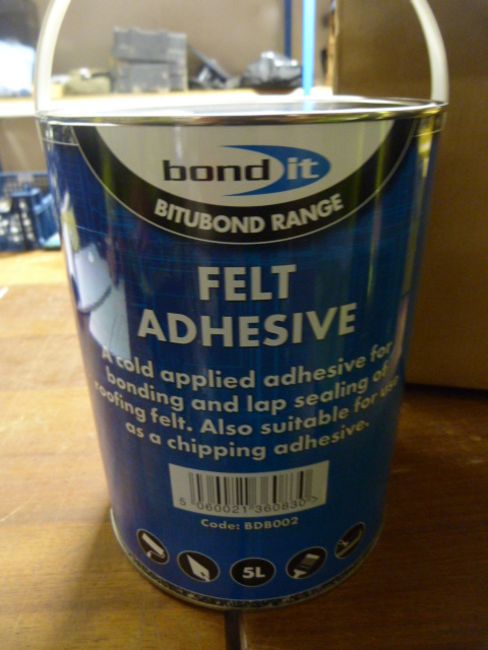 bond it
BITUBOND RANGE
FELT
ADHESIVE
A cold applied adhesive for
bonding and lap sealing of
roofing felt. Also suitable for use
as a chipping adhesive.
5 060021 360830 >
Code: BDB002
5L